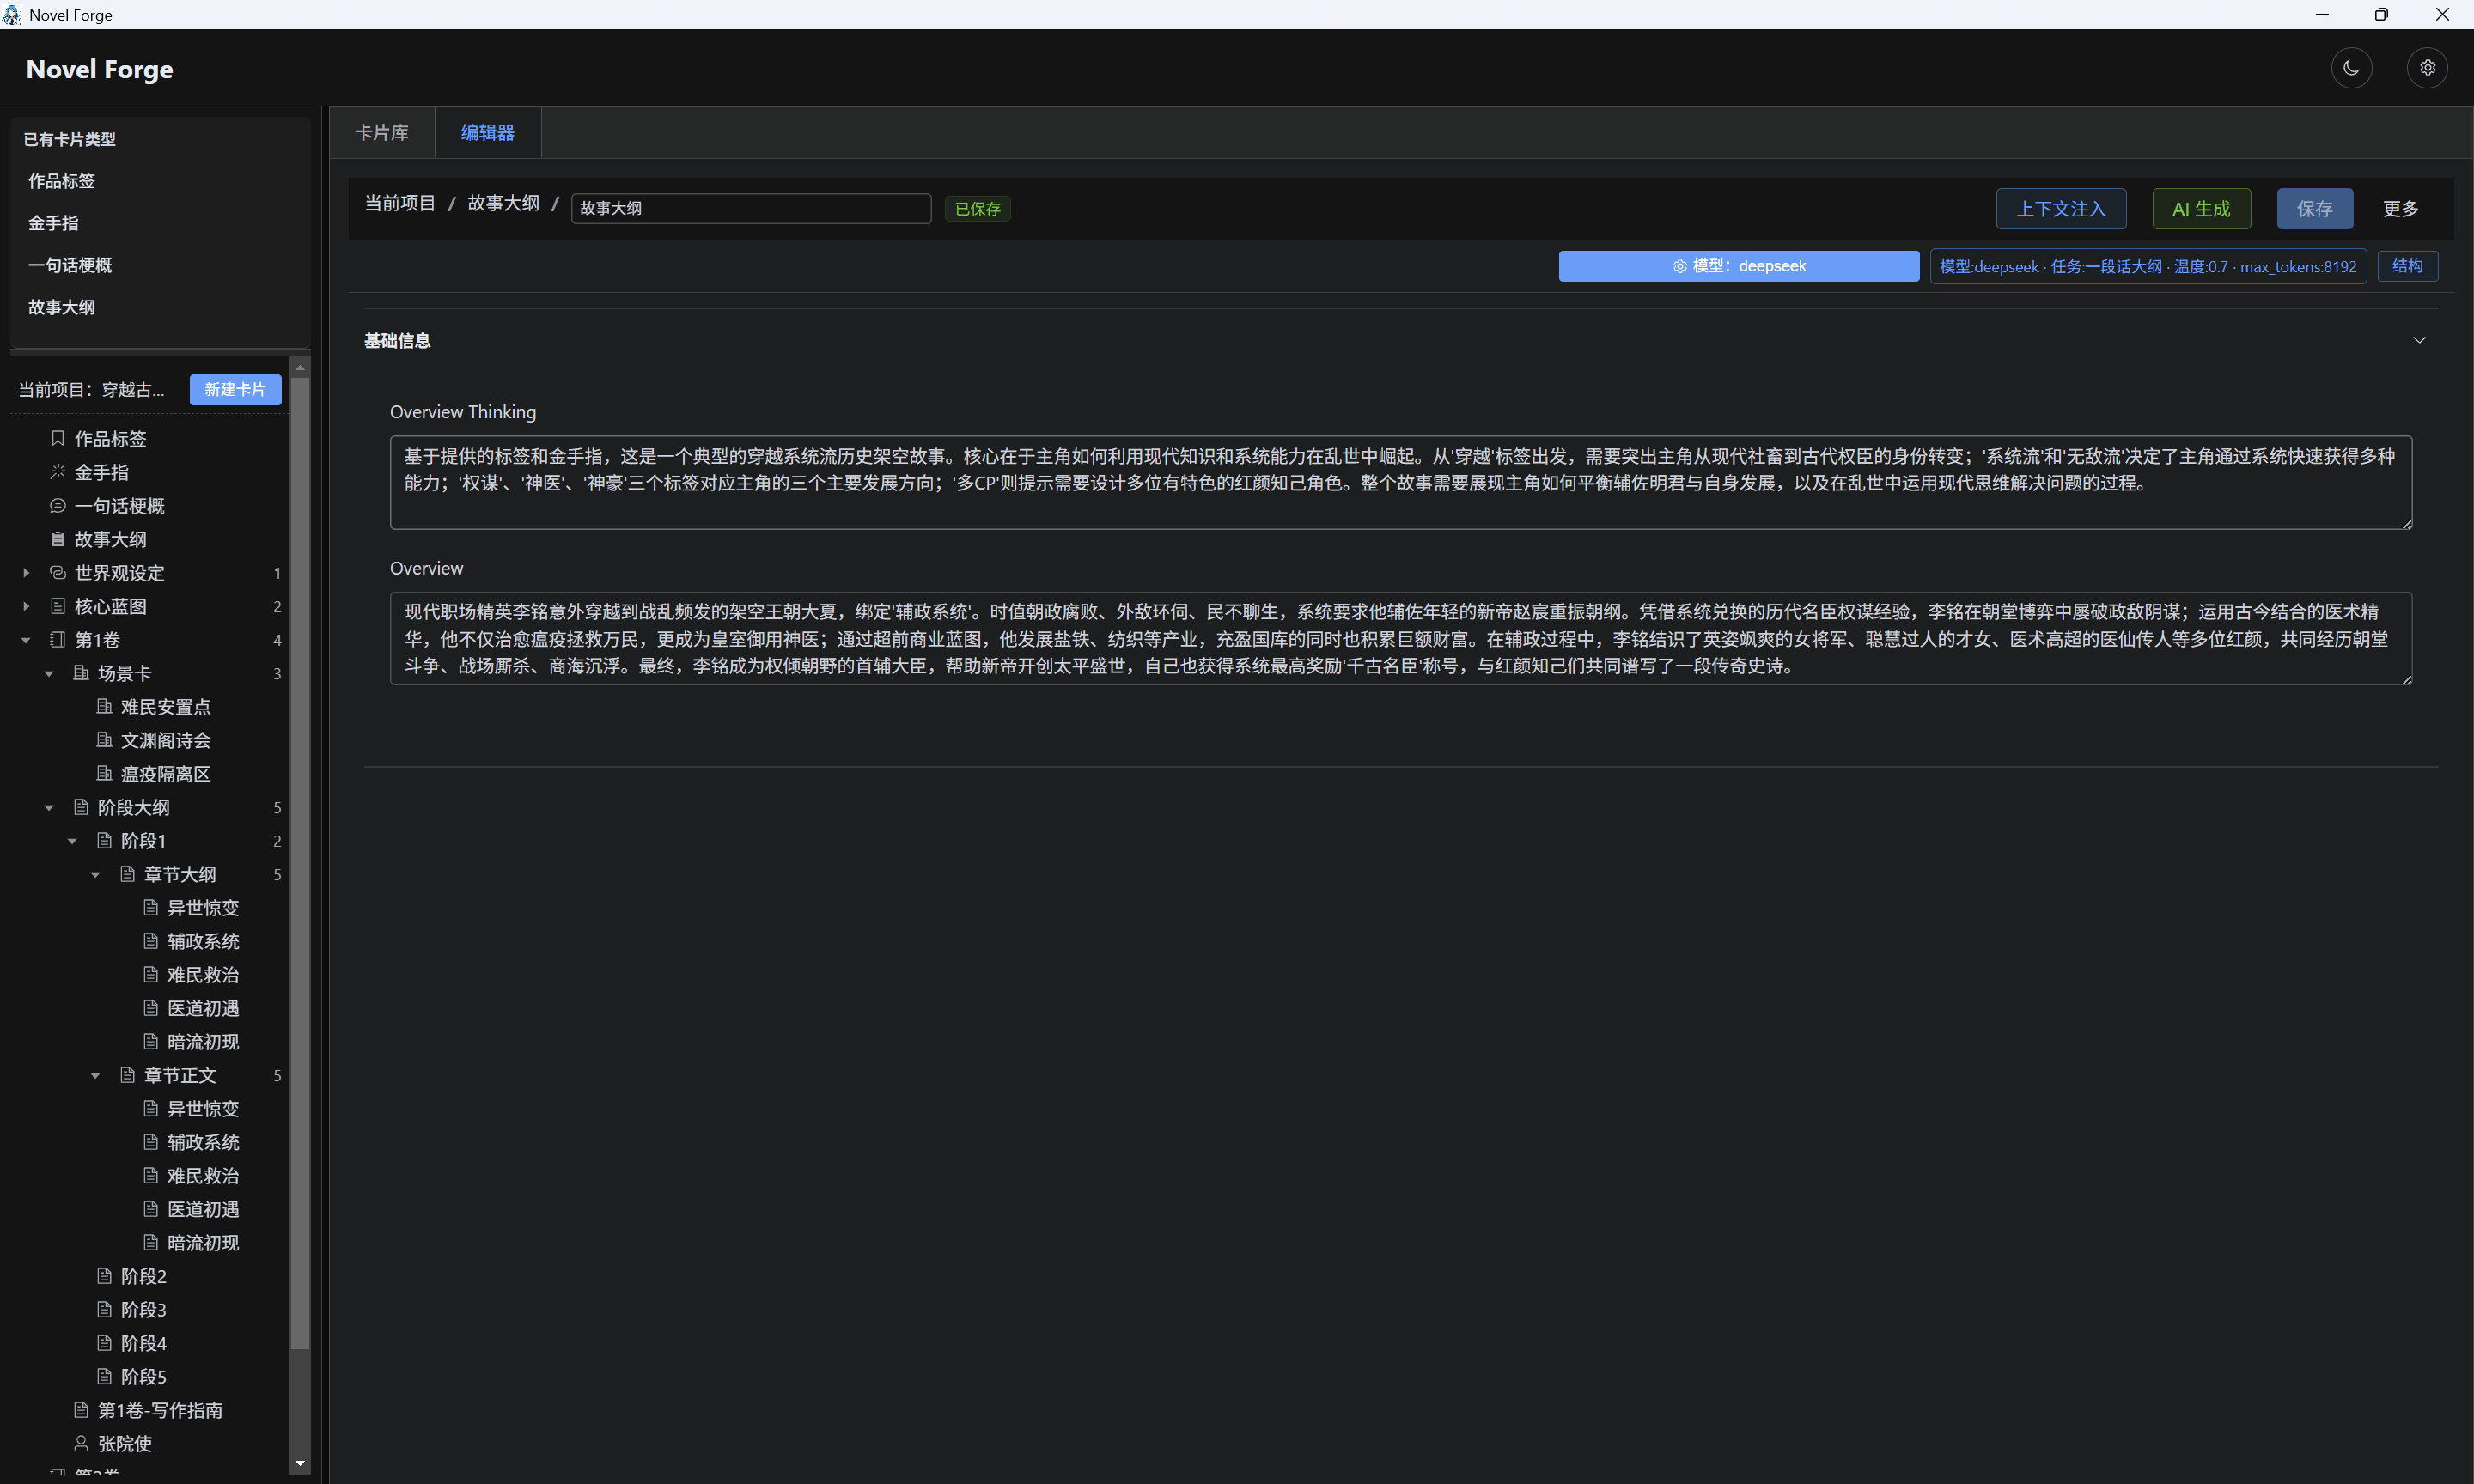 Novel Forge
Novel Forge
已有卡片类型
作品标签
金手指
一句话梗概
故事大纲
当前项目：穿越古...
新建卡片
作品标签
金手指
一句话梗概
故事大纲
世界观设定 1
核心蓝图 2
第1卷 4
场景卡 3
难民安置点
文渊阁诗会
瘟疫隔离区
阶段大纲 5
阶段1 2
章节大纲 5
异世惊变
辅政系统
难民救治
医道初遇
暗流初现
章节正文 5
异世惊变
辅政系统
难民救治
医道初遇
暗流初现
阶段2
阶段3
阶段4
阶段5
第1卷-写作指南
张院使
卡片库 编辑器
当前项目 / 故事大纲 / 故事大纲 已保存
上下文注入 AI 生成 保存 更多
模型：deepseek 模型:deepseek · 任务:一段话大纲 · 温度:0.7 · max_tokens:8192 结构
基础信息
Overview Thinking
基于提供的标签和金手指，这是一个典型的穿越系统流历史架空故事。核心在于主角如何利用现代知识和系统能力在乱世中崛起。从'穿越'标签出发，需要突出主角从现代社畜到古代权臣的身份转变；'系统流'和'无敌流'决定了主角通过系统快速获得多种
能力；'权谋'、'神医'、'神豪'三个标签对应主角的三个主要发展方向；'多CP'则提示需要设计多位有特色的红颜知己角色。整个故事需要展现主角如何平衡辅佐明君与自身发展，以及在乱世中运用现代思维解决问题的过程。
Overview
现代职场精英李铭意外穿越到战乱频发的架空王朝大夏，绑定'辅政系统'。时值朝政腐败、外敌环伺、民不聊生，系统要求他辅佐年轻的新帝赵宸重振朝纲。凭借系统兑换的历代名臣权谋经验，李铭在朝堂博弈中屡破政敌阴谋；运用古今结合的医术精
华，他不仅治愈瘟疫拯救万民，更成为皇室御用神医；通过超前商业蓝图，他发展盐铁、纺织等产业，充盈国库的同时也积累巨额财富。在辅政过程中，李铭结识了英姿飒爽的女将军、聪慧过人的才女、医术高超的医仙传人等多位红颜，共同经历朝堂
斗争、战场厮杀、商海沉浮。最终，李铭成为权倾朝野的首辅大臣，帮助新帝开创太平盛世，自己也获得系统最高奖励'千古名臣'称号，与红颜知己们共同谱写了一段传奇史诗。